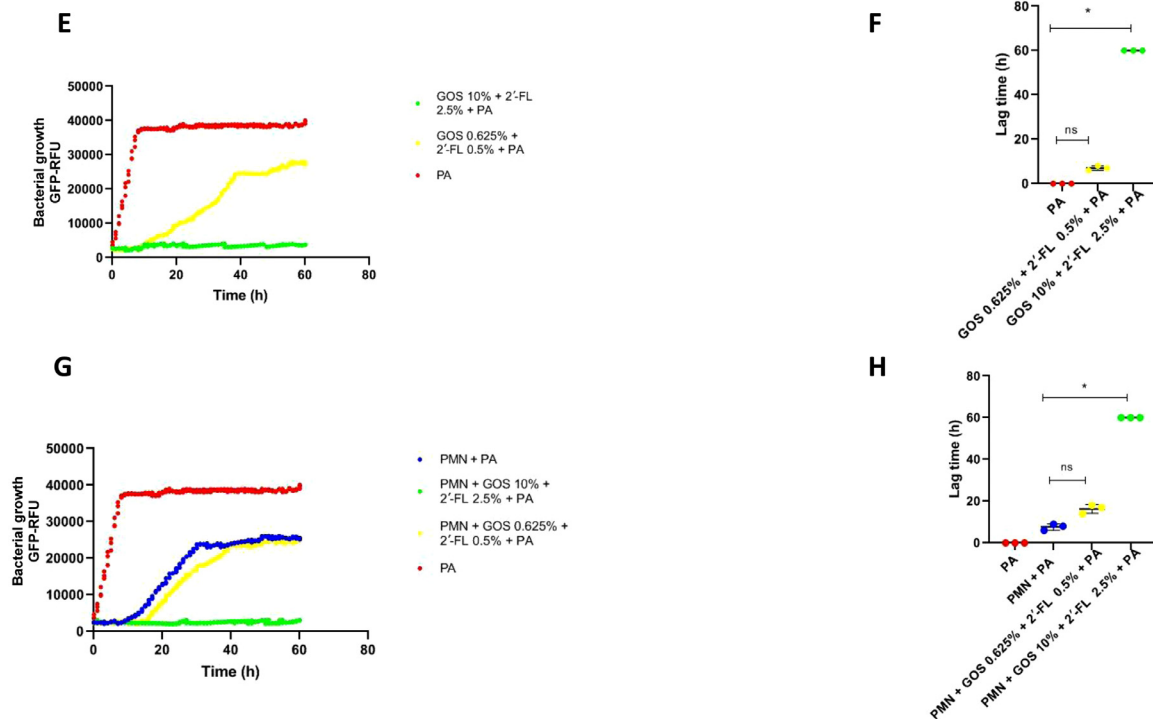 E
50000
40000
30000
20000
10000
0
Bacterial growth
GFP-RFU
0 20 40 60 80
Time (h)
GOS 10% + 2′-FL
2.5% + PA
GOS 0.625% +
2′-FL 0.5% + PA
PA
F
80
60
40
20
0
Lag time (h)
*
ns
PA
GOS 0.625% + 2′-FL 0.5% + PA
GOS 10% + 2′-FL 2.5% + PA
G
50000
40000
30000
20000
10000
0
Bacterial growth
GFP-RFU
0 20 40 60 80
Time (h)
PMN + PA
PMN + GOS 10% +
2′-FL 2.5% + PA
PMN + GOS 0.625% +
2′-FL 0.5% + PA
PA
H
80
60
40
20
0
Lag time (h)
*
ns
PA
PMN + PA
PMN + GOS 0.625% + 2′-FL 0.5% + PA
PMN + GOS 10% + 2′-FL 2.5% + PA